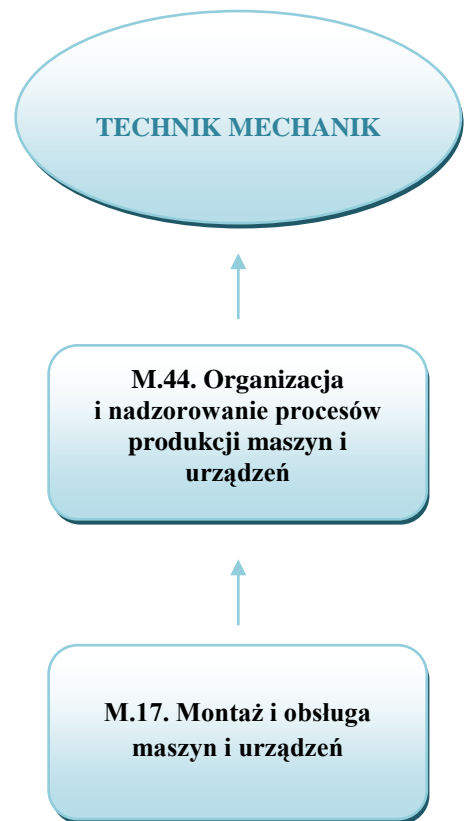 TECHNIK MECHANIK
M.44. Organizacja
i nadzorowanie procesów
produkcji maszyn i
urządzeń
M.17. Montaż i obsługa
maszyn i urządzeń